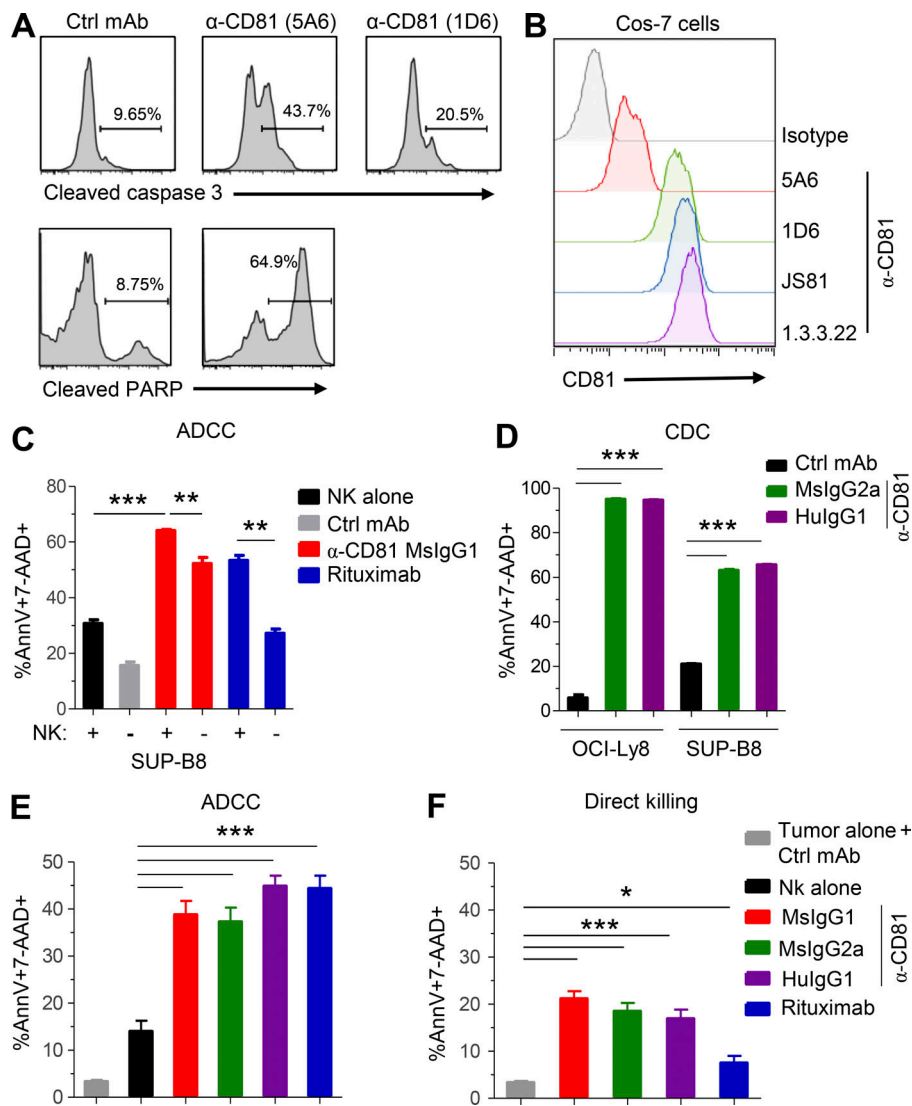 A
Ctrl mAb
α-CD81 (5A6)
α-CD81 (1D6)
9.65%
43.7%
20.5%
Cleaved caspase 3
8.75%
64.9%
Cleaved PARP
B
Cos-7 cells
Isotype
5A6
1D6
JS81
1.3.3.22
α-CD81
CD81
C
ADCC
%AnnV+7-AAD+
80
60
40
20
0
***
**
**
NK alone
Ctrl mAb
α-CD81 MsIgG1
Rituximab
NK: + - + - + -
SUP-B8
D
CDC
%AnnV+7-AAD+
100
80
60
40
20
0
***
***
Ctrl mAb
MsIgG2a
HuIgG1
α-CD81
OCI-Ly8
SUP-B8
E
ADCC
%AnnV+7-AAD+
50
40
30
20
10
0
***
F
Direct killing
%AnnV+7-AAD+
50
40
30
20
10
0
*
***
Tumor alone +
Ctrl mAb
Nk alone
MsIgG1
MsIgG2a
HuIgG1
α-CD81
Rituximab